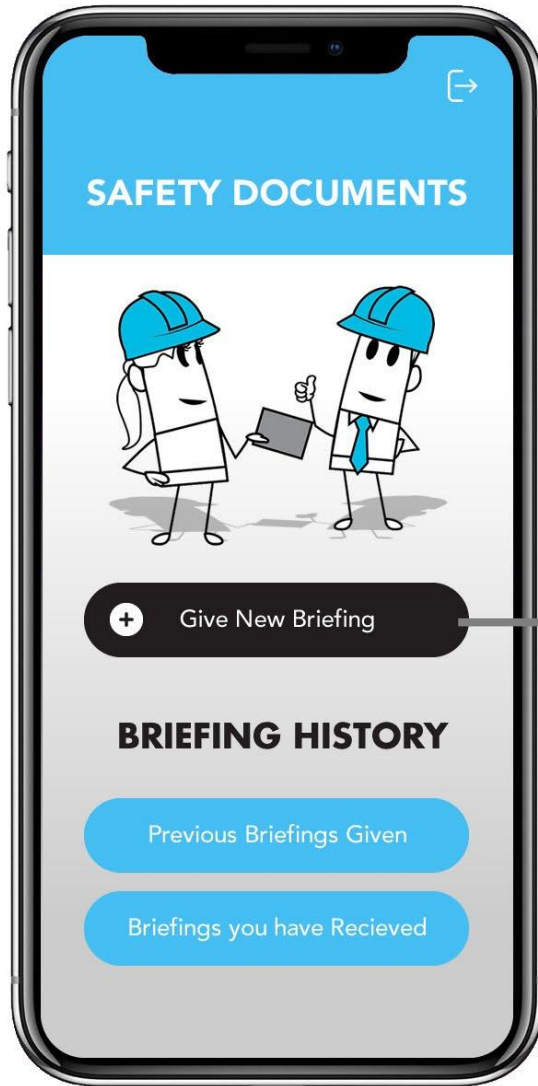 SAFETY DOCUMENTS
Give New Briefing
BRIEFING HISTORY
Previous Briefings Given
Briefings you have Recieved